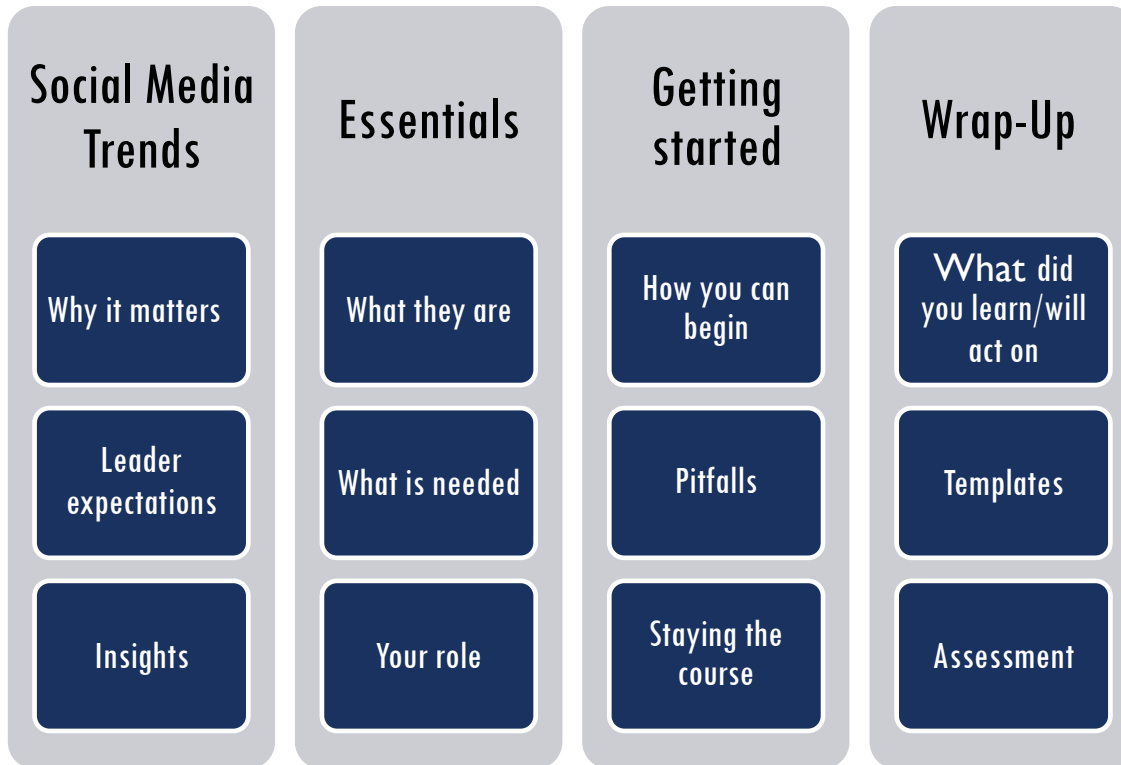 Social Media
Trends
Why it matters
Leader
expectations
Insights
Essentials
What they are
What is needed
Your role
Getting
started
How you can
begin
Pitfalls
Staying the
course
Wrap-Up
What did
you learn/will
act on
Templates
Assessment